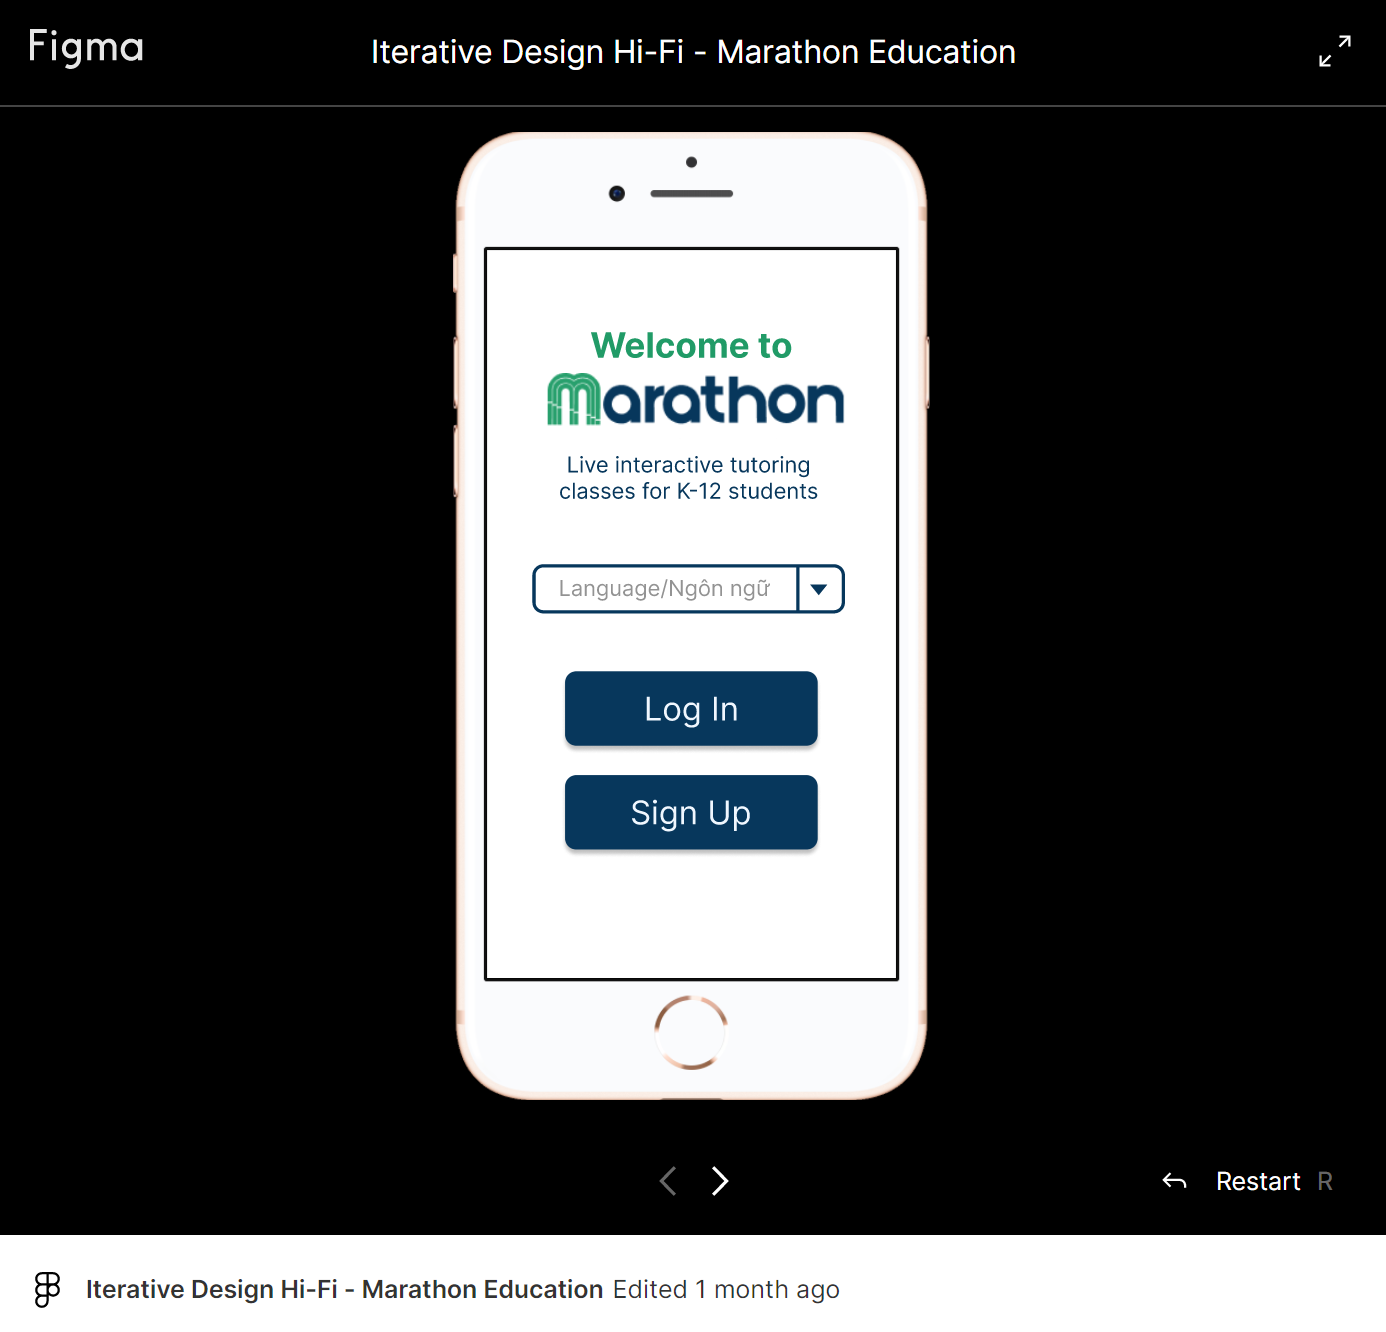 Figma
Iterative Design Hi-Fi - Marathon Education
Welcome to
marathon
Live interactive tutoring
classes for K-12 students
Language/Ngôn ngữ
Log In
Sign Up
Restart R
Iterative Design Hi-Fi - Marathon Education Edited 1 month ago